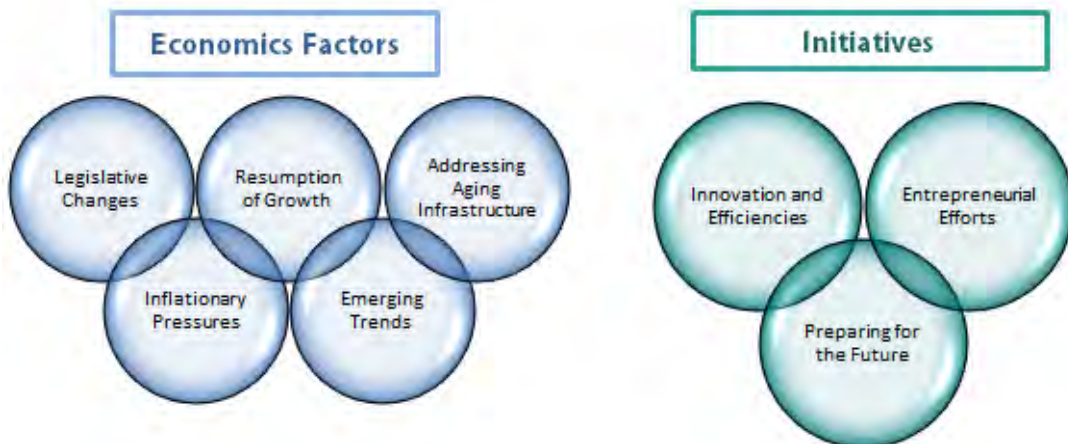 Economics Factors
Legislative
Changes
Resumption
of Growth
Addressing
Aging
Infrastructure
Inflationary
Pressures
Emerging
Trends
Initiatives
Innovation and
Efficiencies
Entrepreneurial
Efforts
Preparing for
the Future